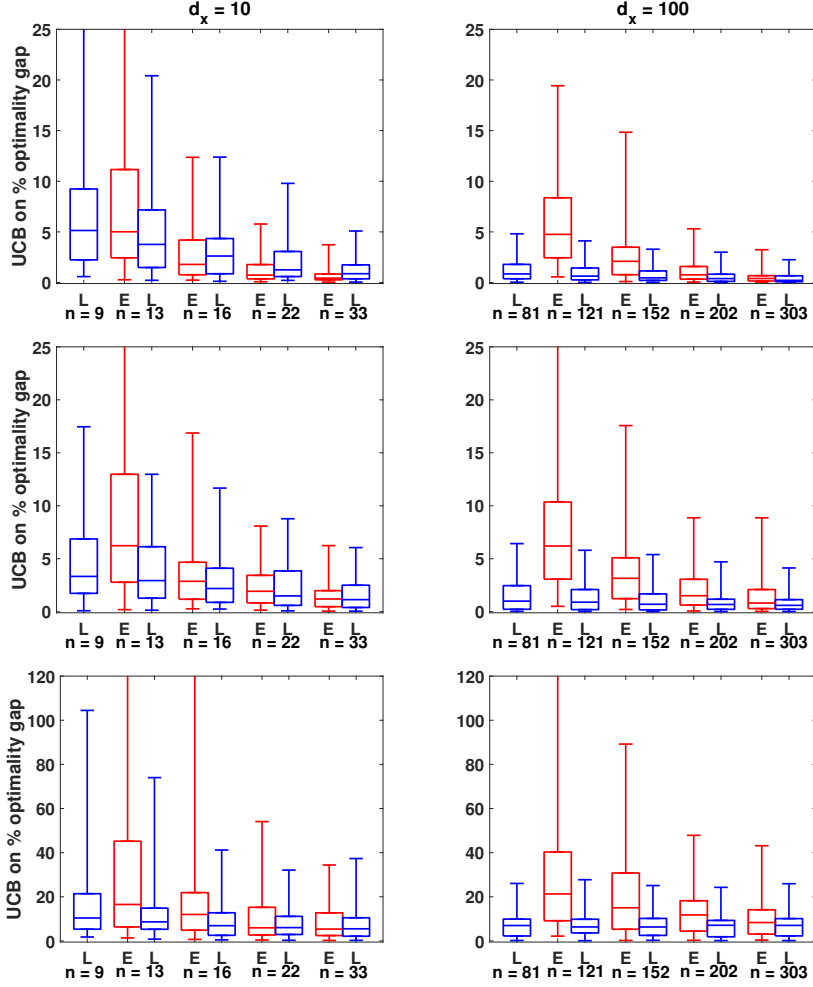 d_x = 10
d_x = 100
UCB on % optimality gap
25
20
15
10
5
0
L E L E L E L E L
n = 9 n = 13 n = 16 n = 22 n = 33
25
20
15
10
5
0
L E L E L E L E L
n = 81 n = 121 n = 152 n = 202 n = 303
UCB on % optimality gap
25
20
15
10
5
0
L E L E L E L E L
n = 9 n = 13 n = 16 n = 22 n = 33
25
20
15
10
5
0
L E L E L E L E L
n = 81 n = 121 n = 152 n = 202 n = 303
UCB on % optimality gap
120
100
80
60
40
20
0
L E L E L E L E L
n = 9 n = 13 n = 16 n = 22 n = 33
120
100
80
60
40
20
0
L E L E L E L E L
n = 81 n = 121 n = 152 n = 202 n = 303